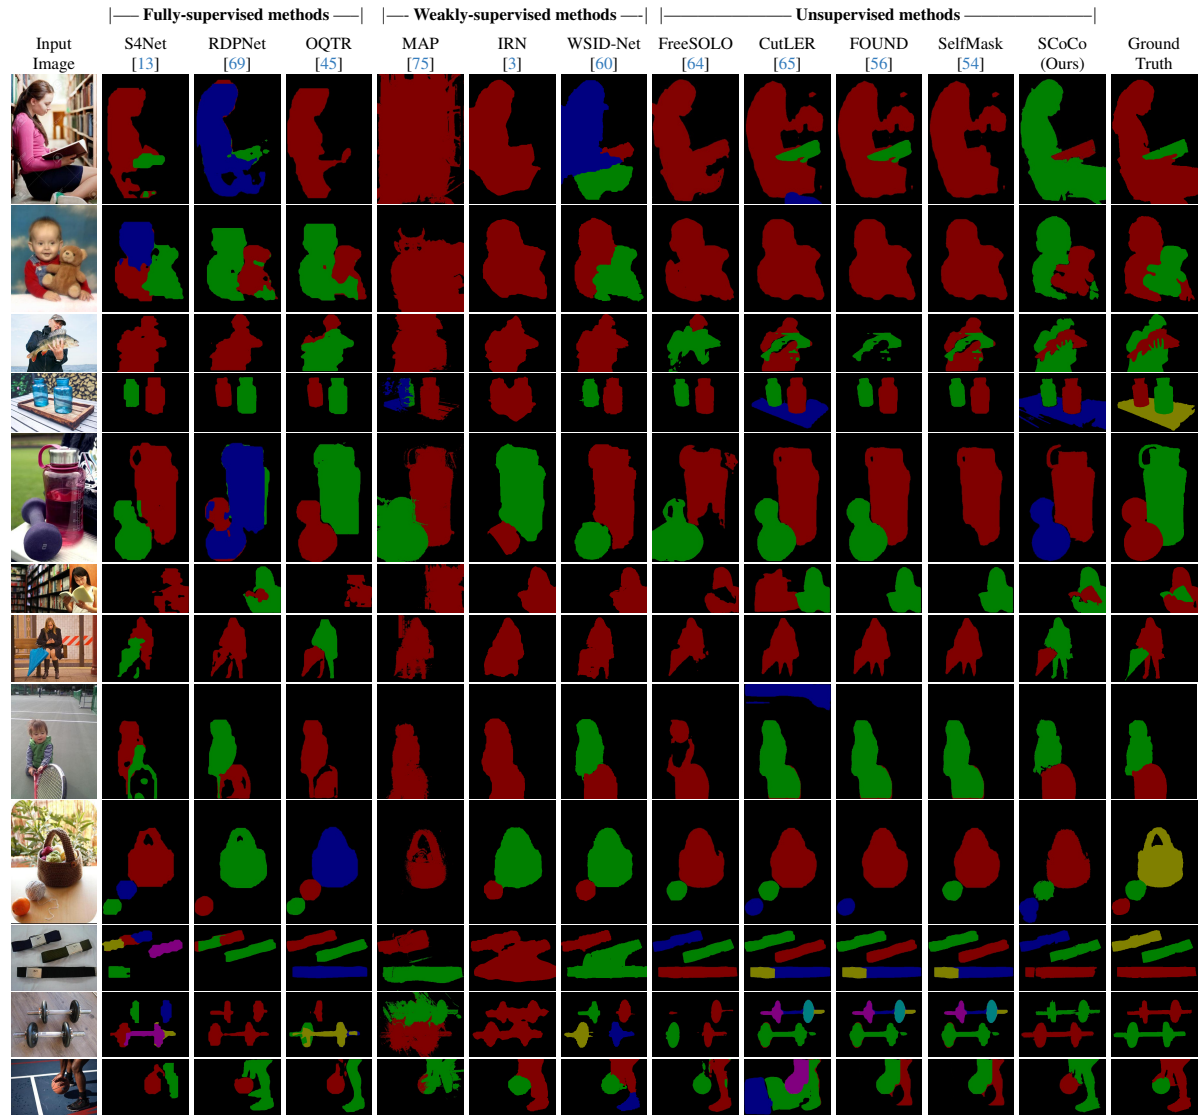 |— Fully-supervised methods —| |— Weakly-supervised methods —| |— Unsupervised methods —|
Input Image S4Net [13] RDPNet [69] OQTR [45] MAP [75] IRN [3] WSID-Net [60] FreeSOLO [64] CutLER [65] FOUND [56] SelfMask [54] SCoCo (Ours) Ground Truth